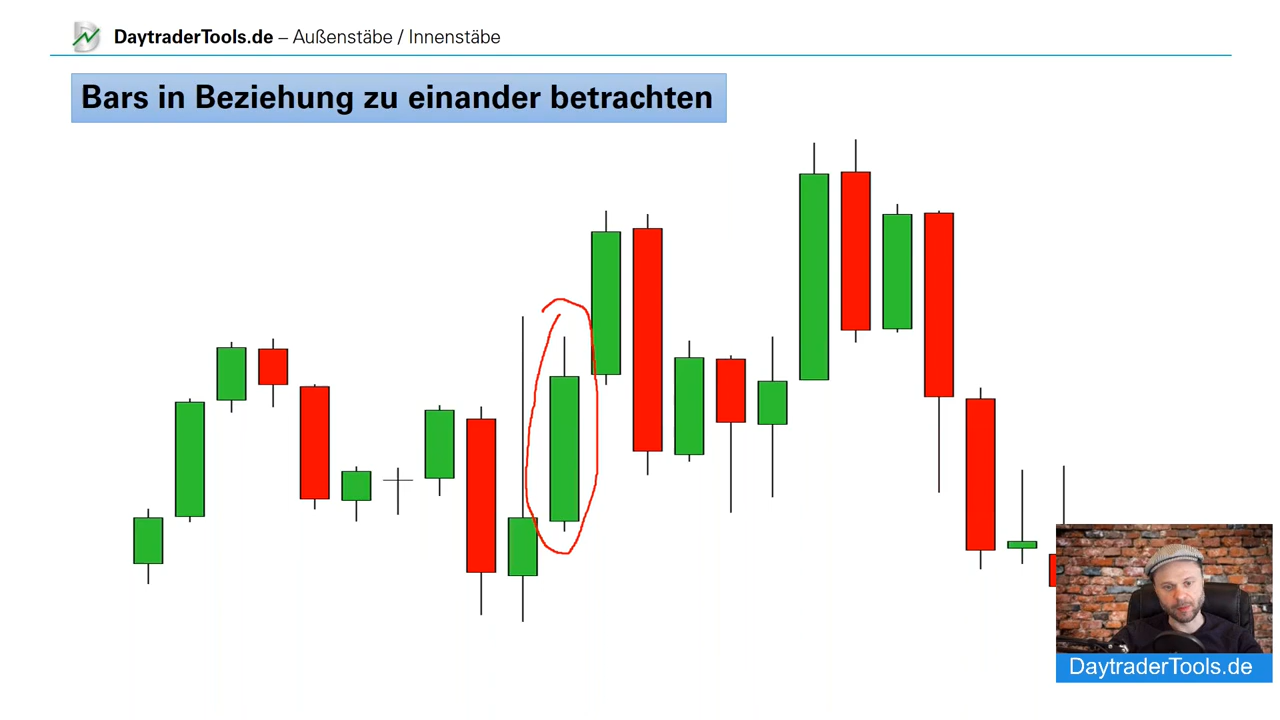 DaytraderTools.de – Außenstäbe / Innenstäbe
Bars in Beziehung zu einander betrachten
DaytraderTools.de